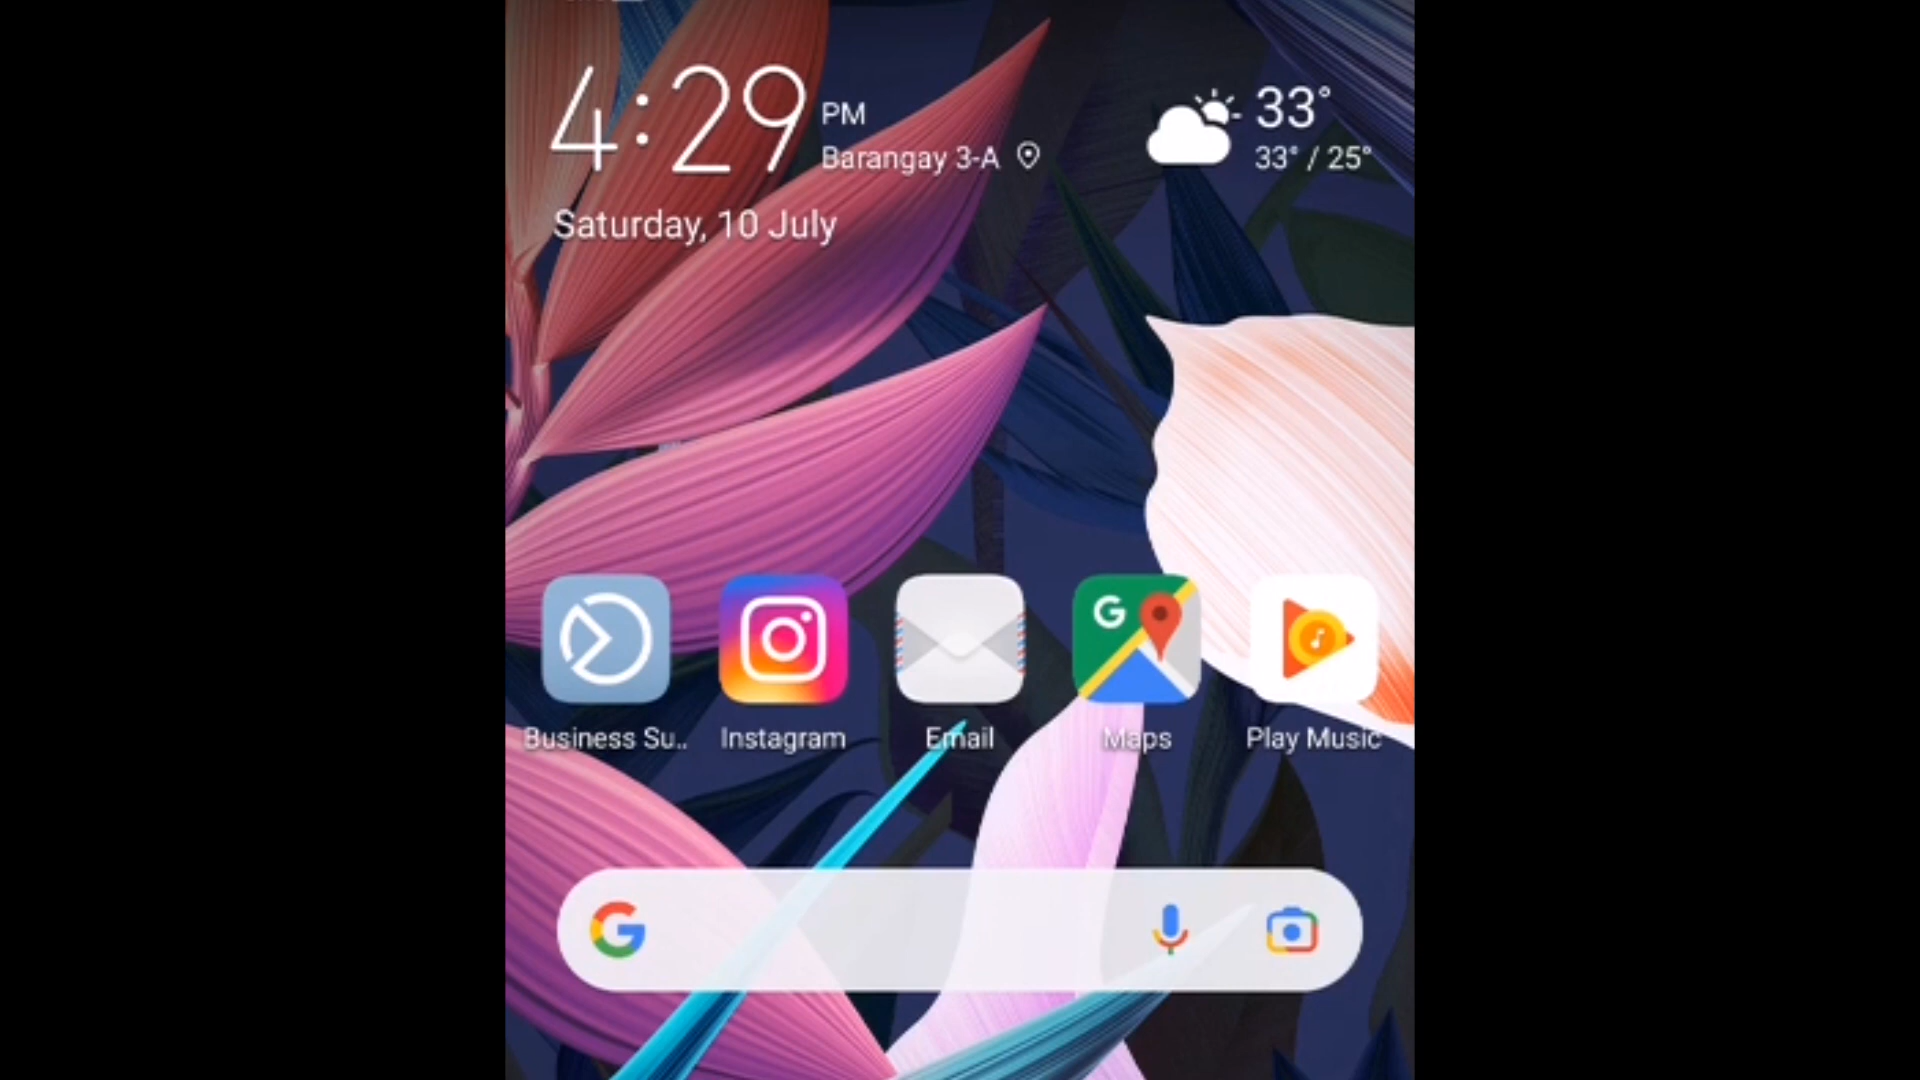 4:29 PM
Barangay 3-A
33°
33° / 25°
Saturday, 10 July
Business Su..
Instagram
Email
Maps
Play Music